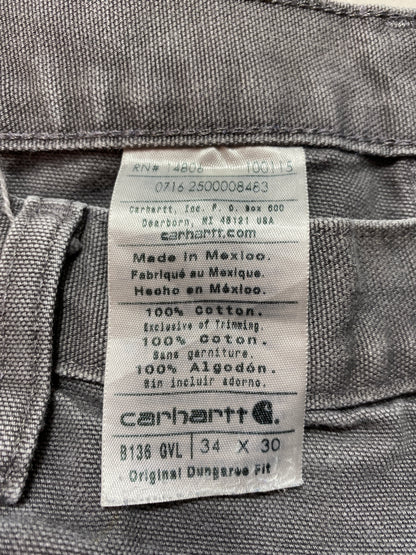 RN# 14806 100115
0716 2500008483
Carhartt, Inc. P. O. Box 600
Dearborn, MI 48121 USA
carhartt.com
Made in Mexico.
Fabriqué au Mexique.
Hecho en México.
100% Cotton.
Exclusive of Trimming.
100% Coton.
Sans garniture.
100% Algodón.
Sin incluir adorno.
carhartt
B136 GVL 34 X 30
Original Dungaree Fit